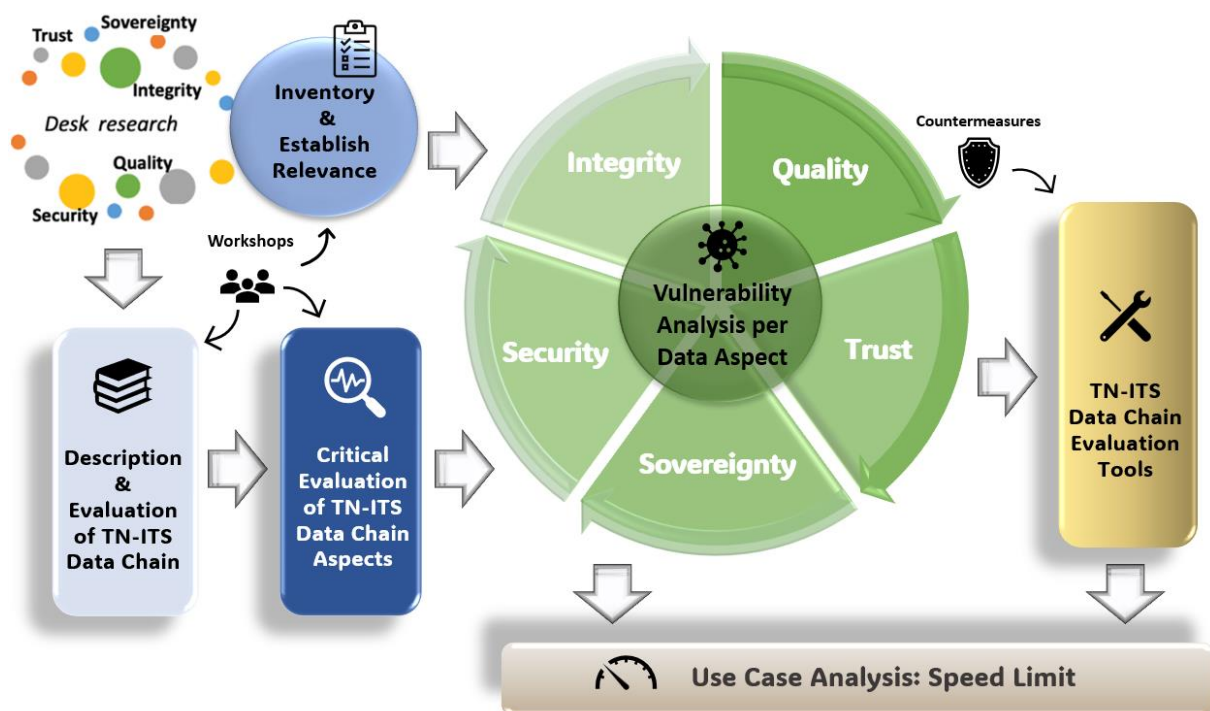 Sovereignty
Trust
Integrity
Desk research
Quality
Security
Inventory
&
Establish
Relevance
Workshops
Description
&
Evaluation
of TN-ITS
Data Chain
Critical
Evaluation
of TN-ITS
Data Chain
Aspects
Integrity
Quality
Security
Trust
Sovereignty
Vulnerability
Analysis per
Data Aspect
Countermeasures
TN-ITS
Data Chain
Evaluation
Tools
Use Case Analysis: Speed Limit